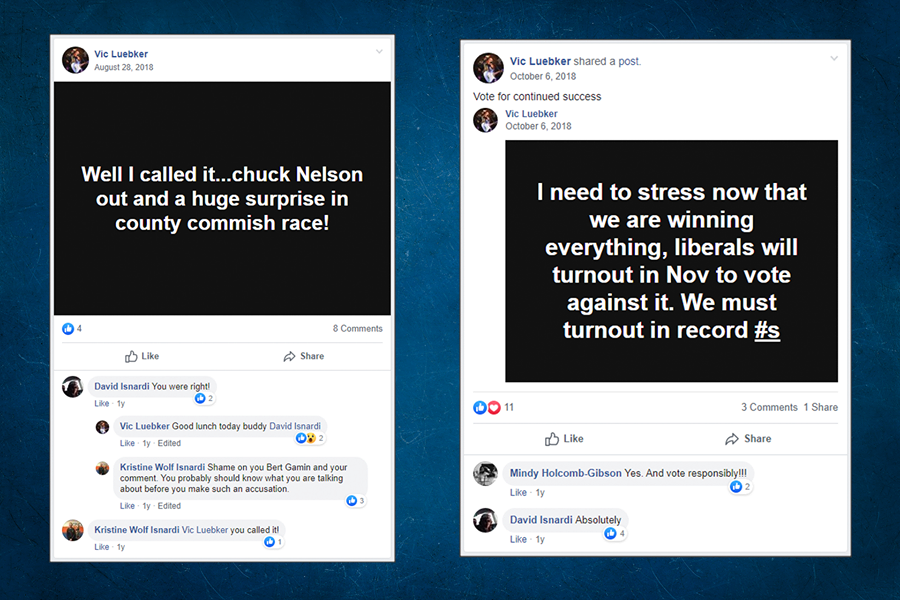 Vic Luebker
August 28, 2018
Well I called it...chuck Nelson
out and a huge surprise in
county commish race!
4
8 Comments
Like
Share
David Isnardi You were right!
2
Like · 1y
Vic Luebker Good lunch today buddy David Isnardi
2
Like · 1y · Edited
Kristine Wolf Isnardi Shame on you Bert Gamin and your
comment. You probably should know what you are talking
about before you make such an accusation.
3
Like · 1y · Edited
Kristine Wolf Isnardi Vic Luebker you called it!
1
Like · 1y
Vic Luebker shared a post.
October 6, 2018
Vote for continued success
Vic Luebker
October 6, 2018
I need to stress now that
we are winning
everything, liberals will
turnout in Nov to vote
against it. We must
turnout in record #s
11
3 Comments 1 Share
Like
Share
Mindy Holcomb-Gibson Yes. And vote responsibly!!!
2
Like · 1y
David Isnardi Absolutely
4
Like · 1y